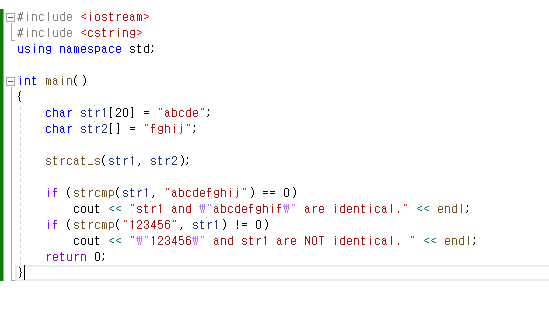 #include <iostream>
#include <cstring>
using namespace std;
int main()
{
char str1[20] = "abcde";
char str2[] = "fghij";
strcat_s(str1, str2);
if (strcmp(str1, "abcdefghij") == 0)
cout << "str1 and ₩"abcdefghif₩" are identical." << endl;
if (strcmp("123456", str1) != 0)
cout << "₩"123456₩" and str1 are NOT identical. " << endl;
return 0;
}